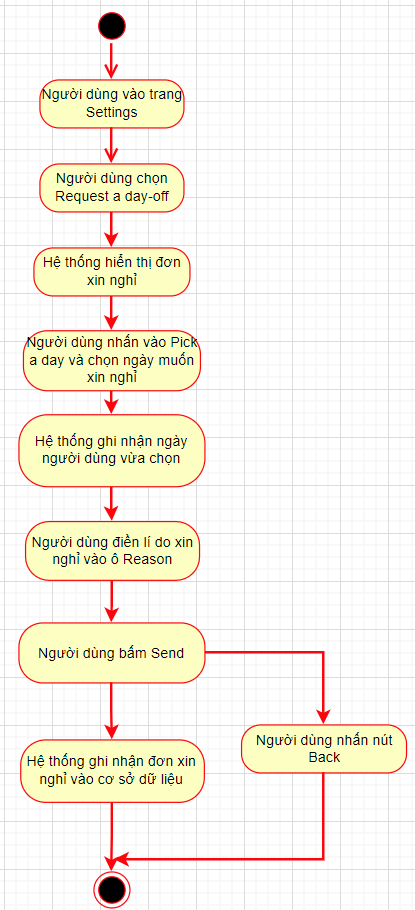 Người dùng vào trang
Settings
Người dùng chọn
Request a day-off
Hệ thống hiển thị đơn
xin nghỉ
Người dùng nhấn vào Pick
a day và chọn ngày muốn
xin nghỉ
Hệ thống ghi nhận ngày
người dùng vừa chọn
Người dùng điền lí do xin
nghỉ vào ô Reason
Người dùng bấm Send
Người dùng nhấn nút
Back
Hệ thống ghi nhận đơn xin
nghỉ vào cơ sở dữ liệu